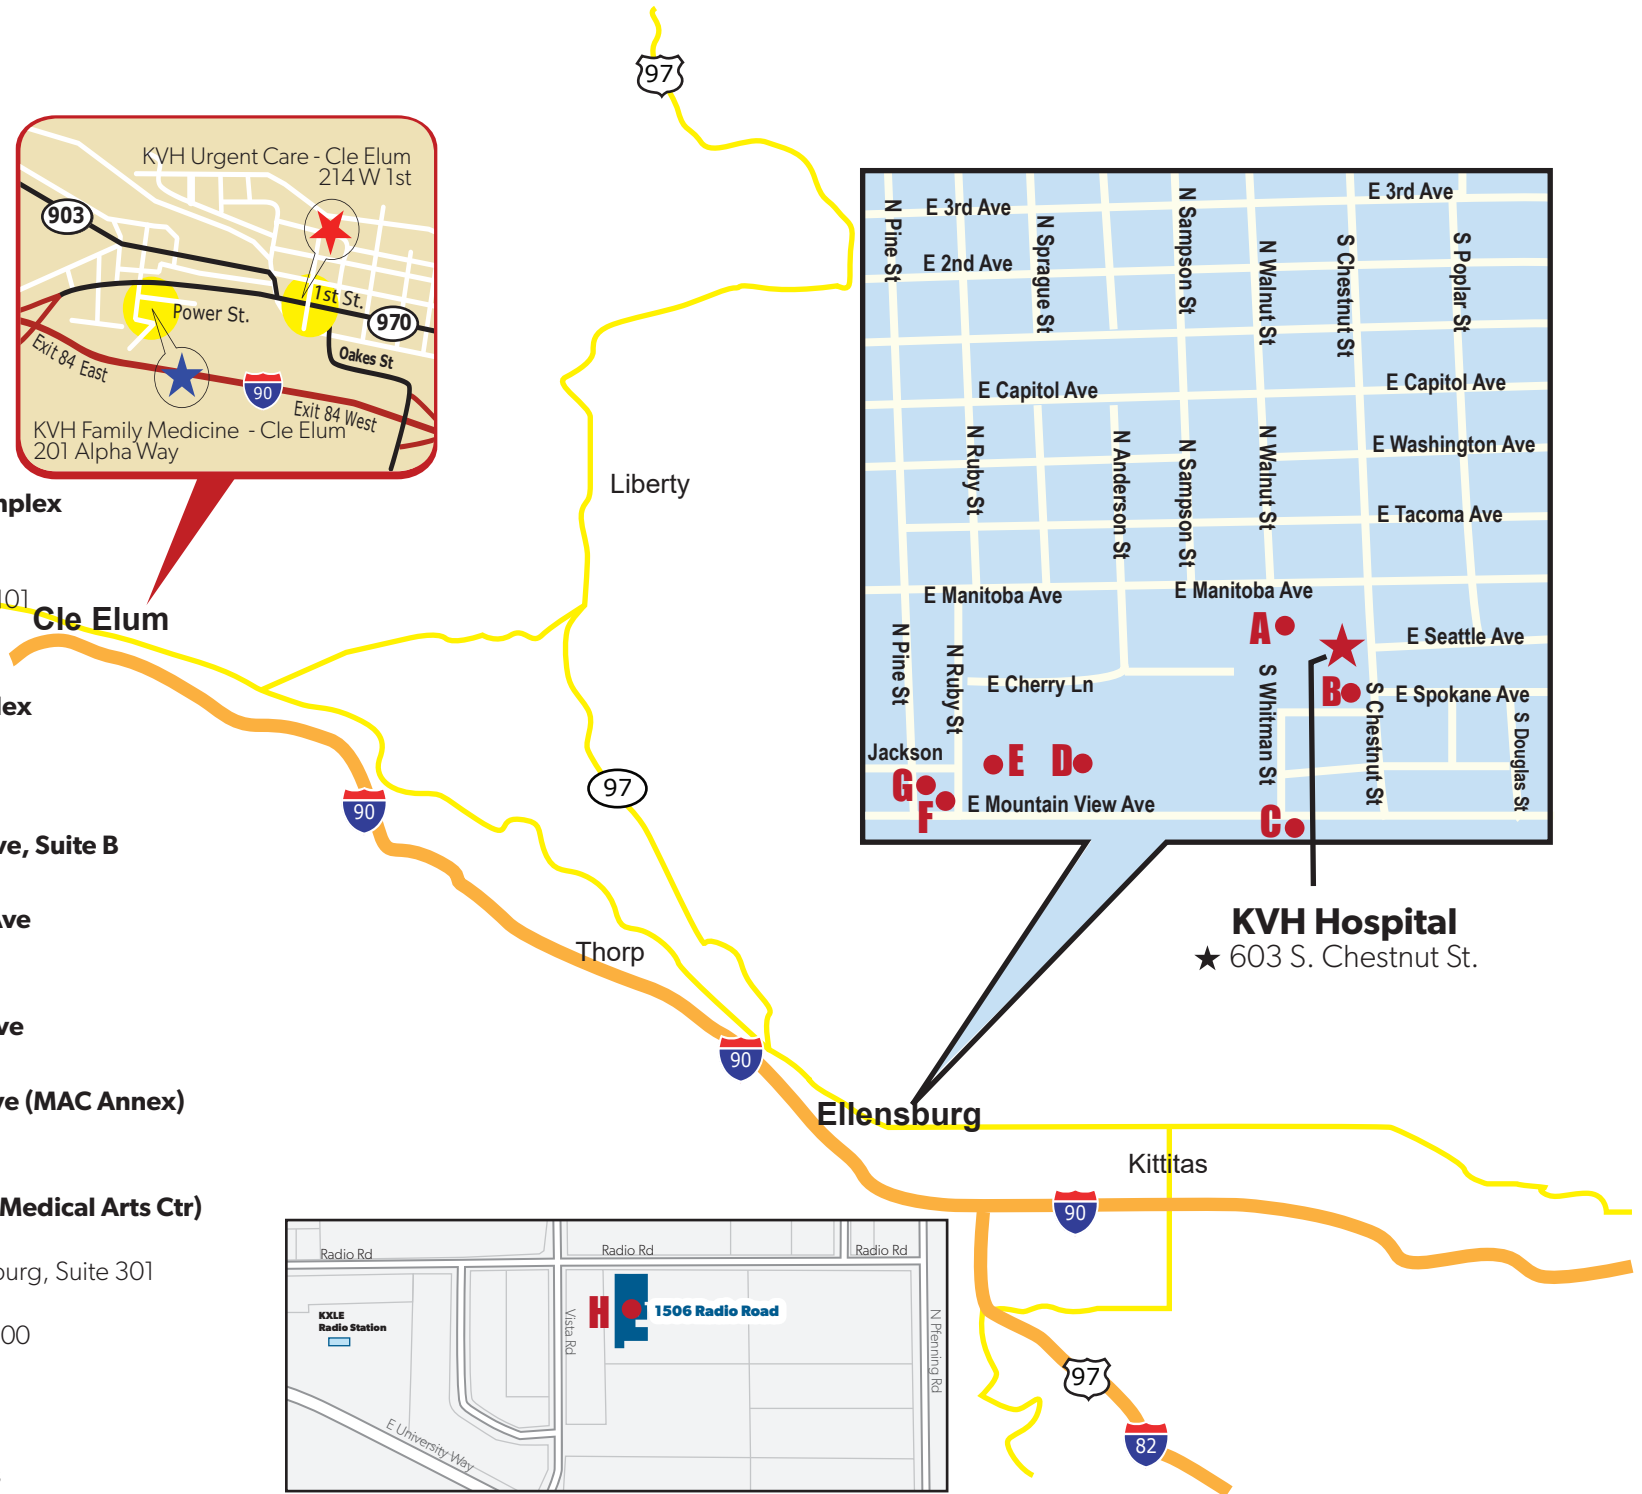 97
KVH Urgent Care - Cle Elum
214 W 1st
903
1st St.
Power St.
970
Oakes St
Exit 84 East
90
Exit 84 West
KVH Family Medicine - Cle Elum
201 Alpha Way
mplex
101
Cle Elum
lex
ve, Suite B
Ave
ve
ve (MAC Annex)
Medical Arts Ctr)
burg, Suite 301
00
Liberty
90
97
Thorp
90
Ellensburg
Kittitas
90
97
82
E 3rd Ave
E 3rd Ave
N Pine St
N Sprague St
N Sampson St
N Walnut St
S Chestnut St
S Poplar St
E 2nd Ave
E Capitol Ave
E Capitol Ave
N Ruby St
N Anderson St
N Sampson St
N Walnut St
E Washington Ave
E Tacoma Ave
E Manitoba Ave
E Manitoba Ave
A
E Seattle Ave
N Pine St
N Ruby St
E Cherry Ln
S Whitman St
B
S Chestnut St
E Spokane Ave
S Douglas St
Jackson
E
D
G
F
E Mountain View Ave
C
KVH Hospital
★ 603 S. Chestnut St.
Radio Rd
Radio Rd
Radio Rd
KXLE
Radio Station
Vista Rd
H
1506 Radio Road
N Pfenning Rd
E University Way